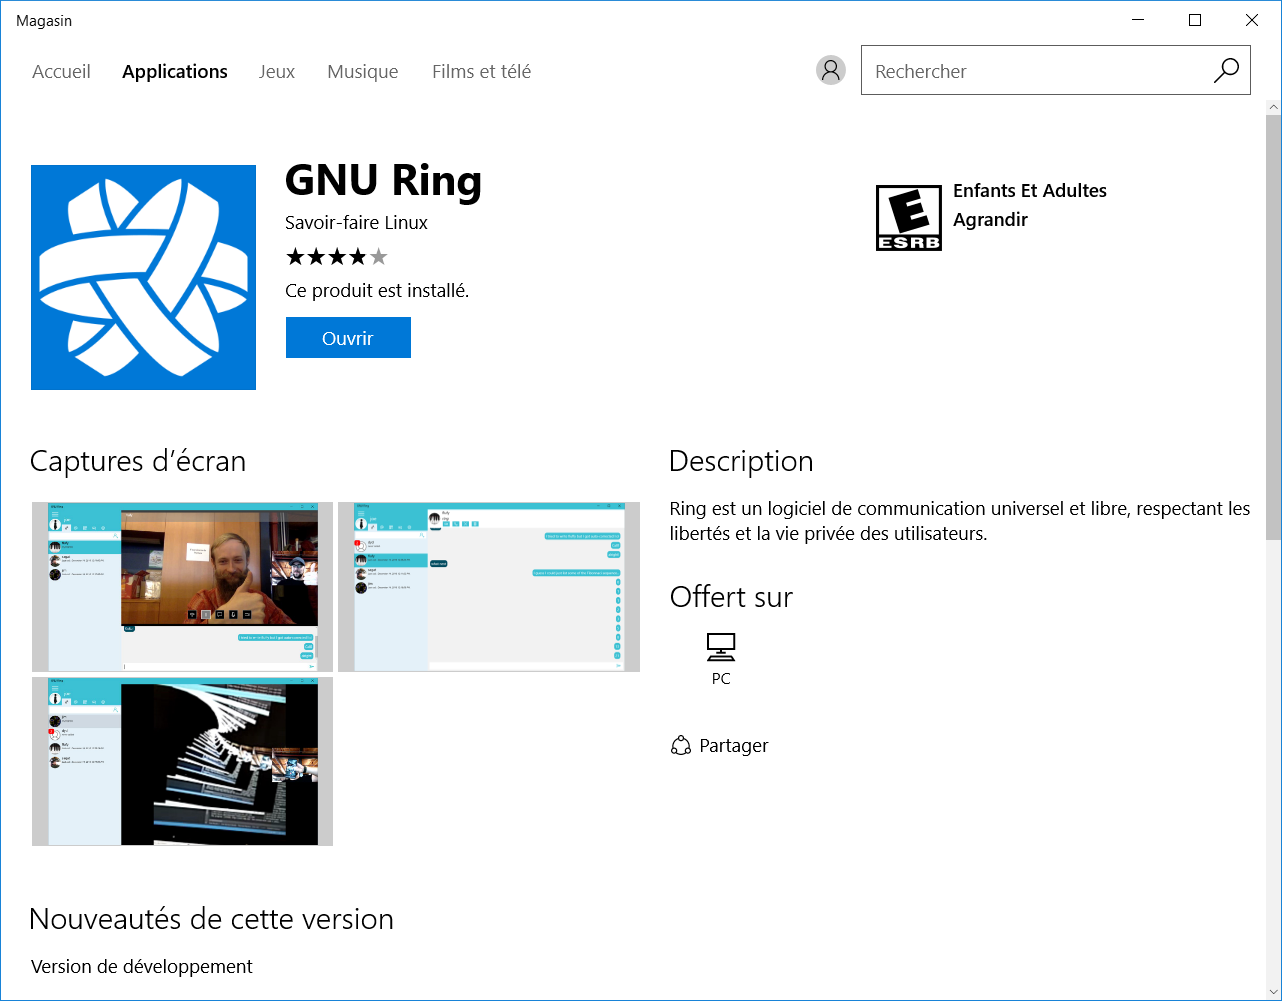 Magasin
Accueil Applications Jeux Musique Films et télé
Rechercher
GNU Ring
Savoir-faire Linux
Ce produit est installé.
Ouvrir
E
ESRB
Enfants Et Adultes
Agrandir
Captures d’écran
Description
Ring est un logiciel de communication universel et libre, respectant les
libertés et la vie privée des utilisateurs.
Offert sur
PC
Partager
Nouveautés de cette version
Version de développement